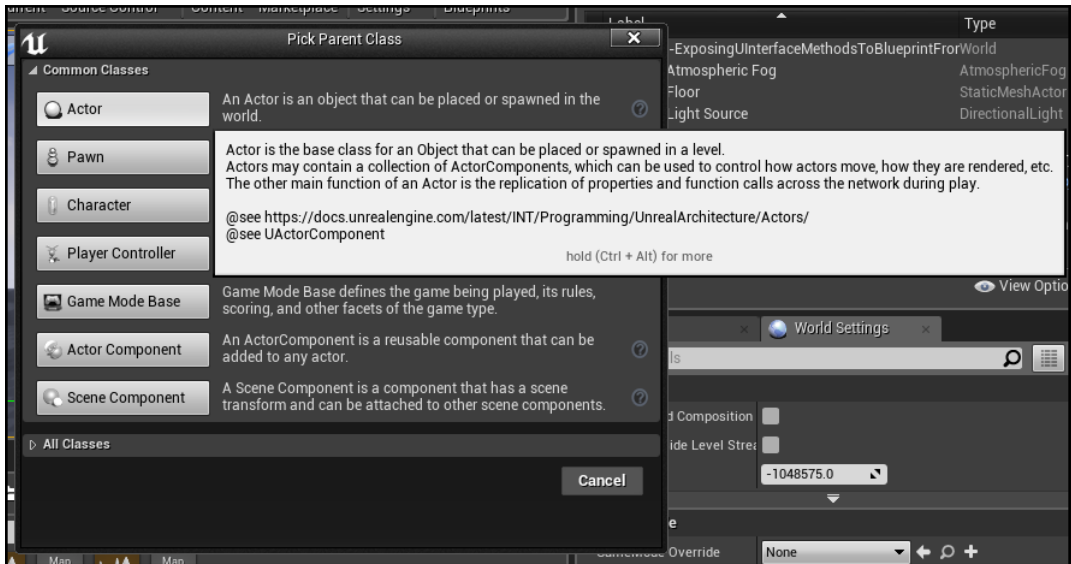 Source Control
Content Marketplace Settings Blueprints
Label
Type
Pick Parent Class
-ExposingUInterfaceMethodsToBlueprintFror World
Common Classes
Atmospheric Fog AtmosphericFog
Floor StaticMeshActor
Light Source DirectionalLight
Actor
An Actor is an object that can be placed or spawned in the
world.
Pawn
Character
Player Controller
Actor is the base class for an Object that can be placed or spawned in a level.
Actors may contain a collection of ActorComponents, which can be used to control how actors move, how they are rendered, etc.
The other main function of an Actor is the replication of properties and function calls across the network during play.
@see https://docs.unrealengine.com/latest/INT/Programming/UnrealArchitecture/Actors/
@see UActorComponent
hold (Ctrl + Alt) for more
Game Mode Base
Game Mode Base defines the game being played, its rules,
scoring, and other facets of the game type.
View Optio
Actor Component
An ActorComponent is a reusable component that can be
added to any actor.
World Settings
ls
Scene Component
A Scene Component is a component that has a scene
transform and can be attached to other scene components.
d Composition
All Classes
ide Level Strea
-1048575.0
Cancel
e
GameMode Override
None
Map
Map